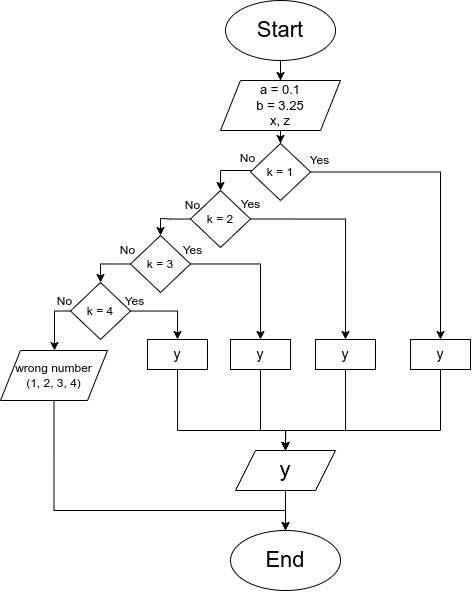 Start
a = 0.1
b = 3.25
x, z
No
Yes
k = 1
No
Yes
k = 2
No
Yes
k = 3
No
Yes
k = 4
wrong number
(1, 2, 3, 4)
y
y
y
y
y
End